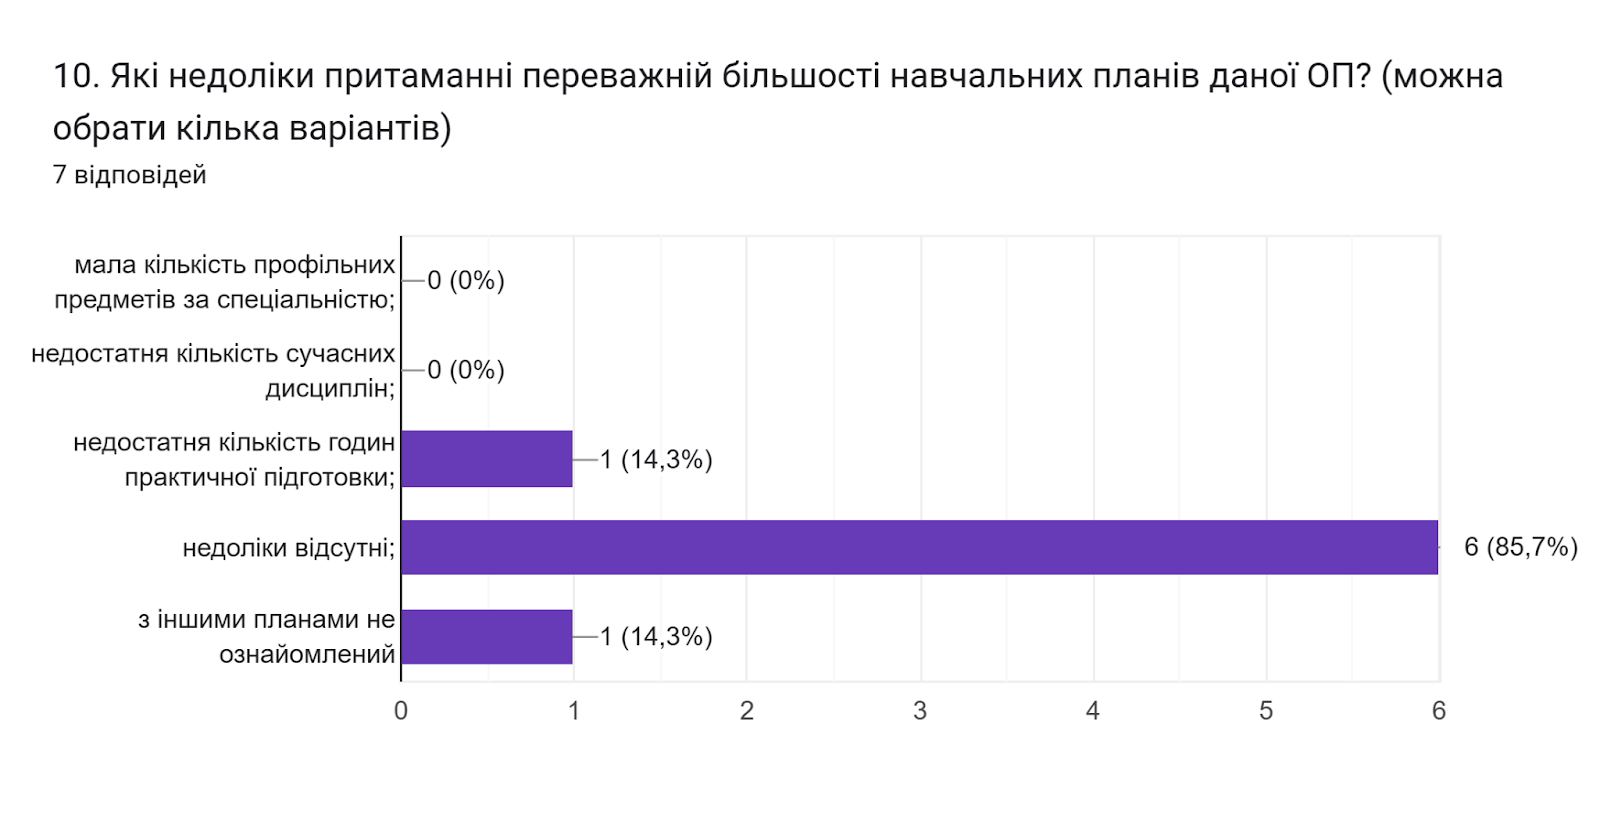 10. Які недоліки притаманні переважній більшості навчальних планів даної ОП? (можна
обрати кілька варіантів)
7 відповідей
мала кількість профільних
предметів за спеціальністю;
0 (0%)
недостатня кількість сучасних
дисциплін;
0 (0%)
недостатня кількість годин
практичної підготовки;
1 (14,3%)
недоліки відсутні;
6 (85,7%)
з іншими планами не
ознайомлений
1 (14,3%)
0 1 2 3 4 5 6